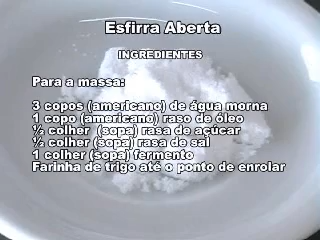 Esfirra Aberta
INGREDIENTES
Para a massa:
3 copos (americano) de água morna
1 copo (americano) raso de óleo
½ colher (sopa) rasa de açúcar
½ colher (sopa) rasa de sal
1 colher (sopa) fermento
Farinha de trigo até o ponto de enrolar